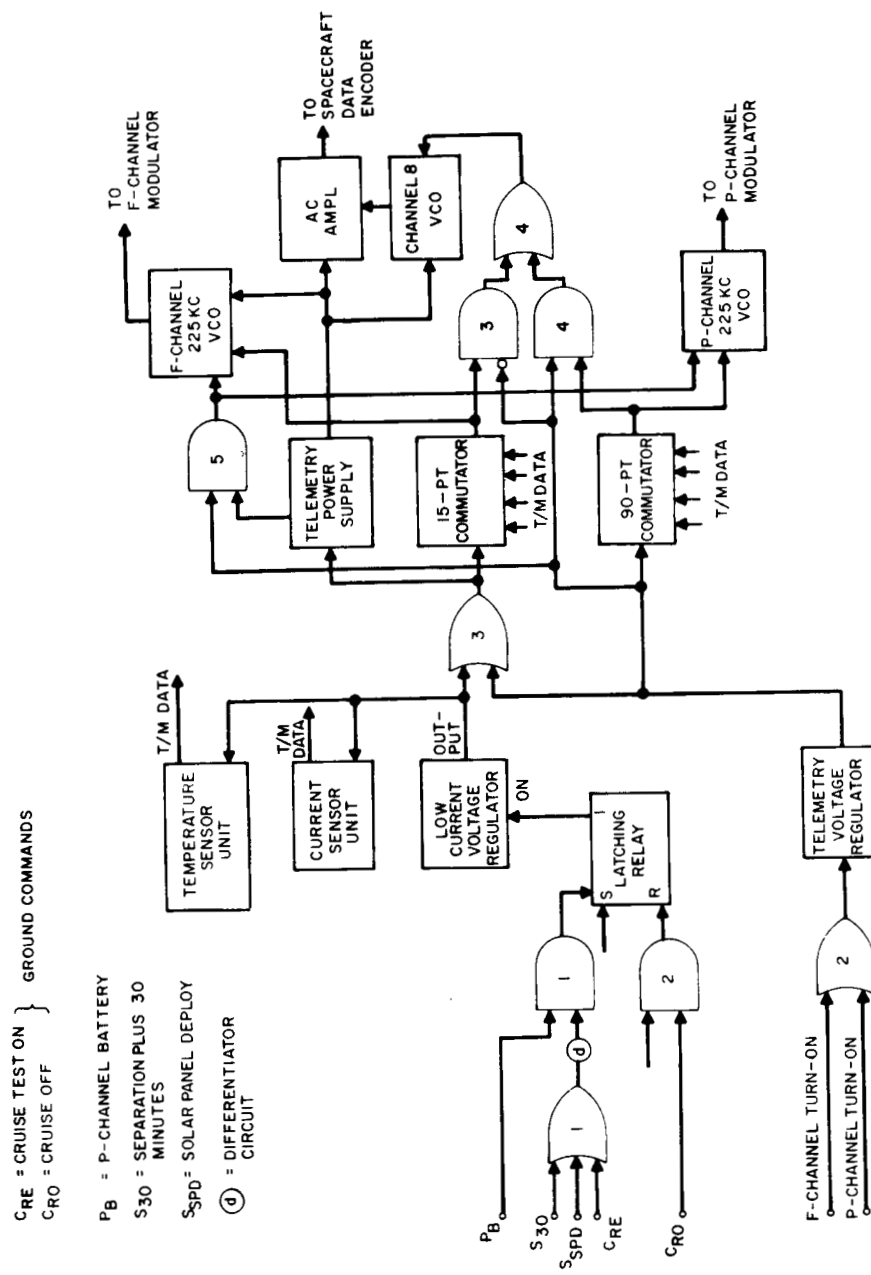 C_RE = CRUISE TEST ON } GROUND COMMANDS
C_RO = CRUISE OFF
P_B = P-CHANNEL BATTERY
S_30 = SEPARATION PLUS 30
MINUTES
S_SPD = SOLAR PANEL DEPLOY
d = DIFFERENTIATOR
CIRCUIT
TO
F-CHANNEL
MODULATOR
TO
SPACECRAFT
DATA
ENCODER
F-CHANNEL
225 KC
VCO
AC
AMPL
CHANNEL 8
VCO
4
3
4
P-CHANNEL
225 KC
VCO
TO
P-CHANNEL
MODULATOR
5
TELEMETRY
POWER
SUPPLY
15-PT
COMMUTATOR
T/M DATA
90-PT
COMMUTATOR
T/M DATA
3
T/M DATA
TEMPERATURE
SENSOR
UNIT
T/M
DATA
CURRENT
SENSOR
UNIT
OUT-
PUT
LOW
CURRENT
VOLTAGE
REGULATOR
ON
1
S
LATCHING
RELAY
R
1
2
d
1
P_B
S_30
S_SPD
C_RE
C_RO
TELEMETRY
VOLTAGE
REGULATOR
2
F-CHANNEL TURN-ON
P-CHANNEL TURN-ON